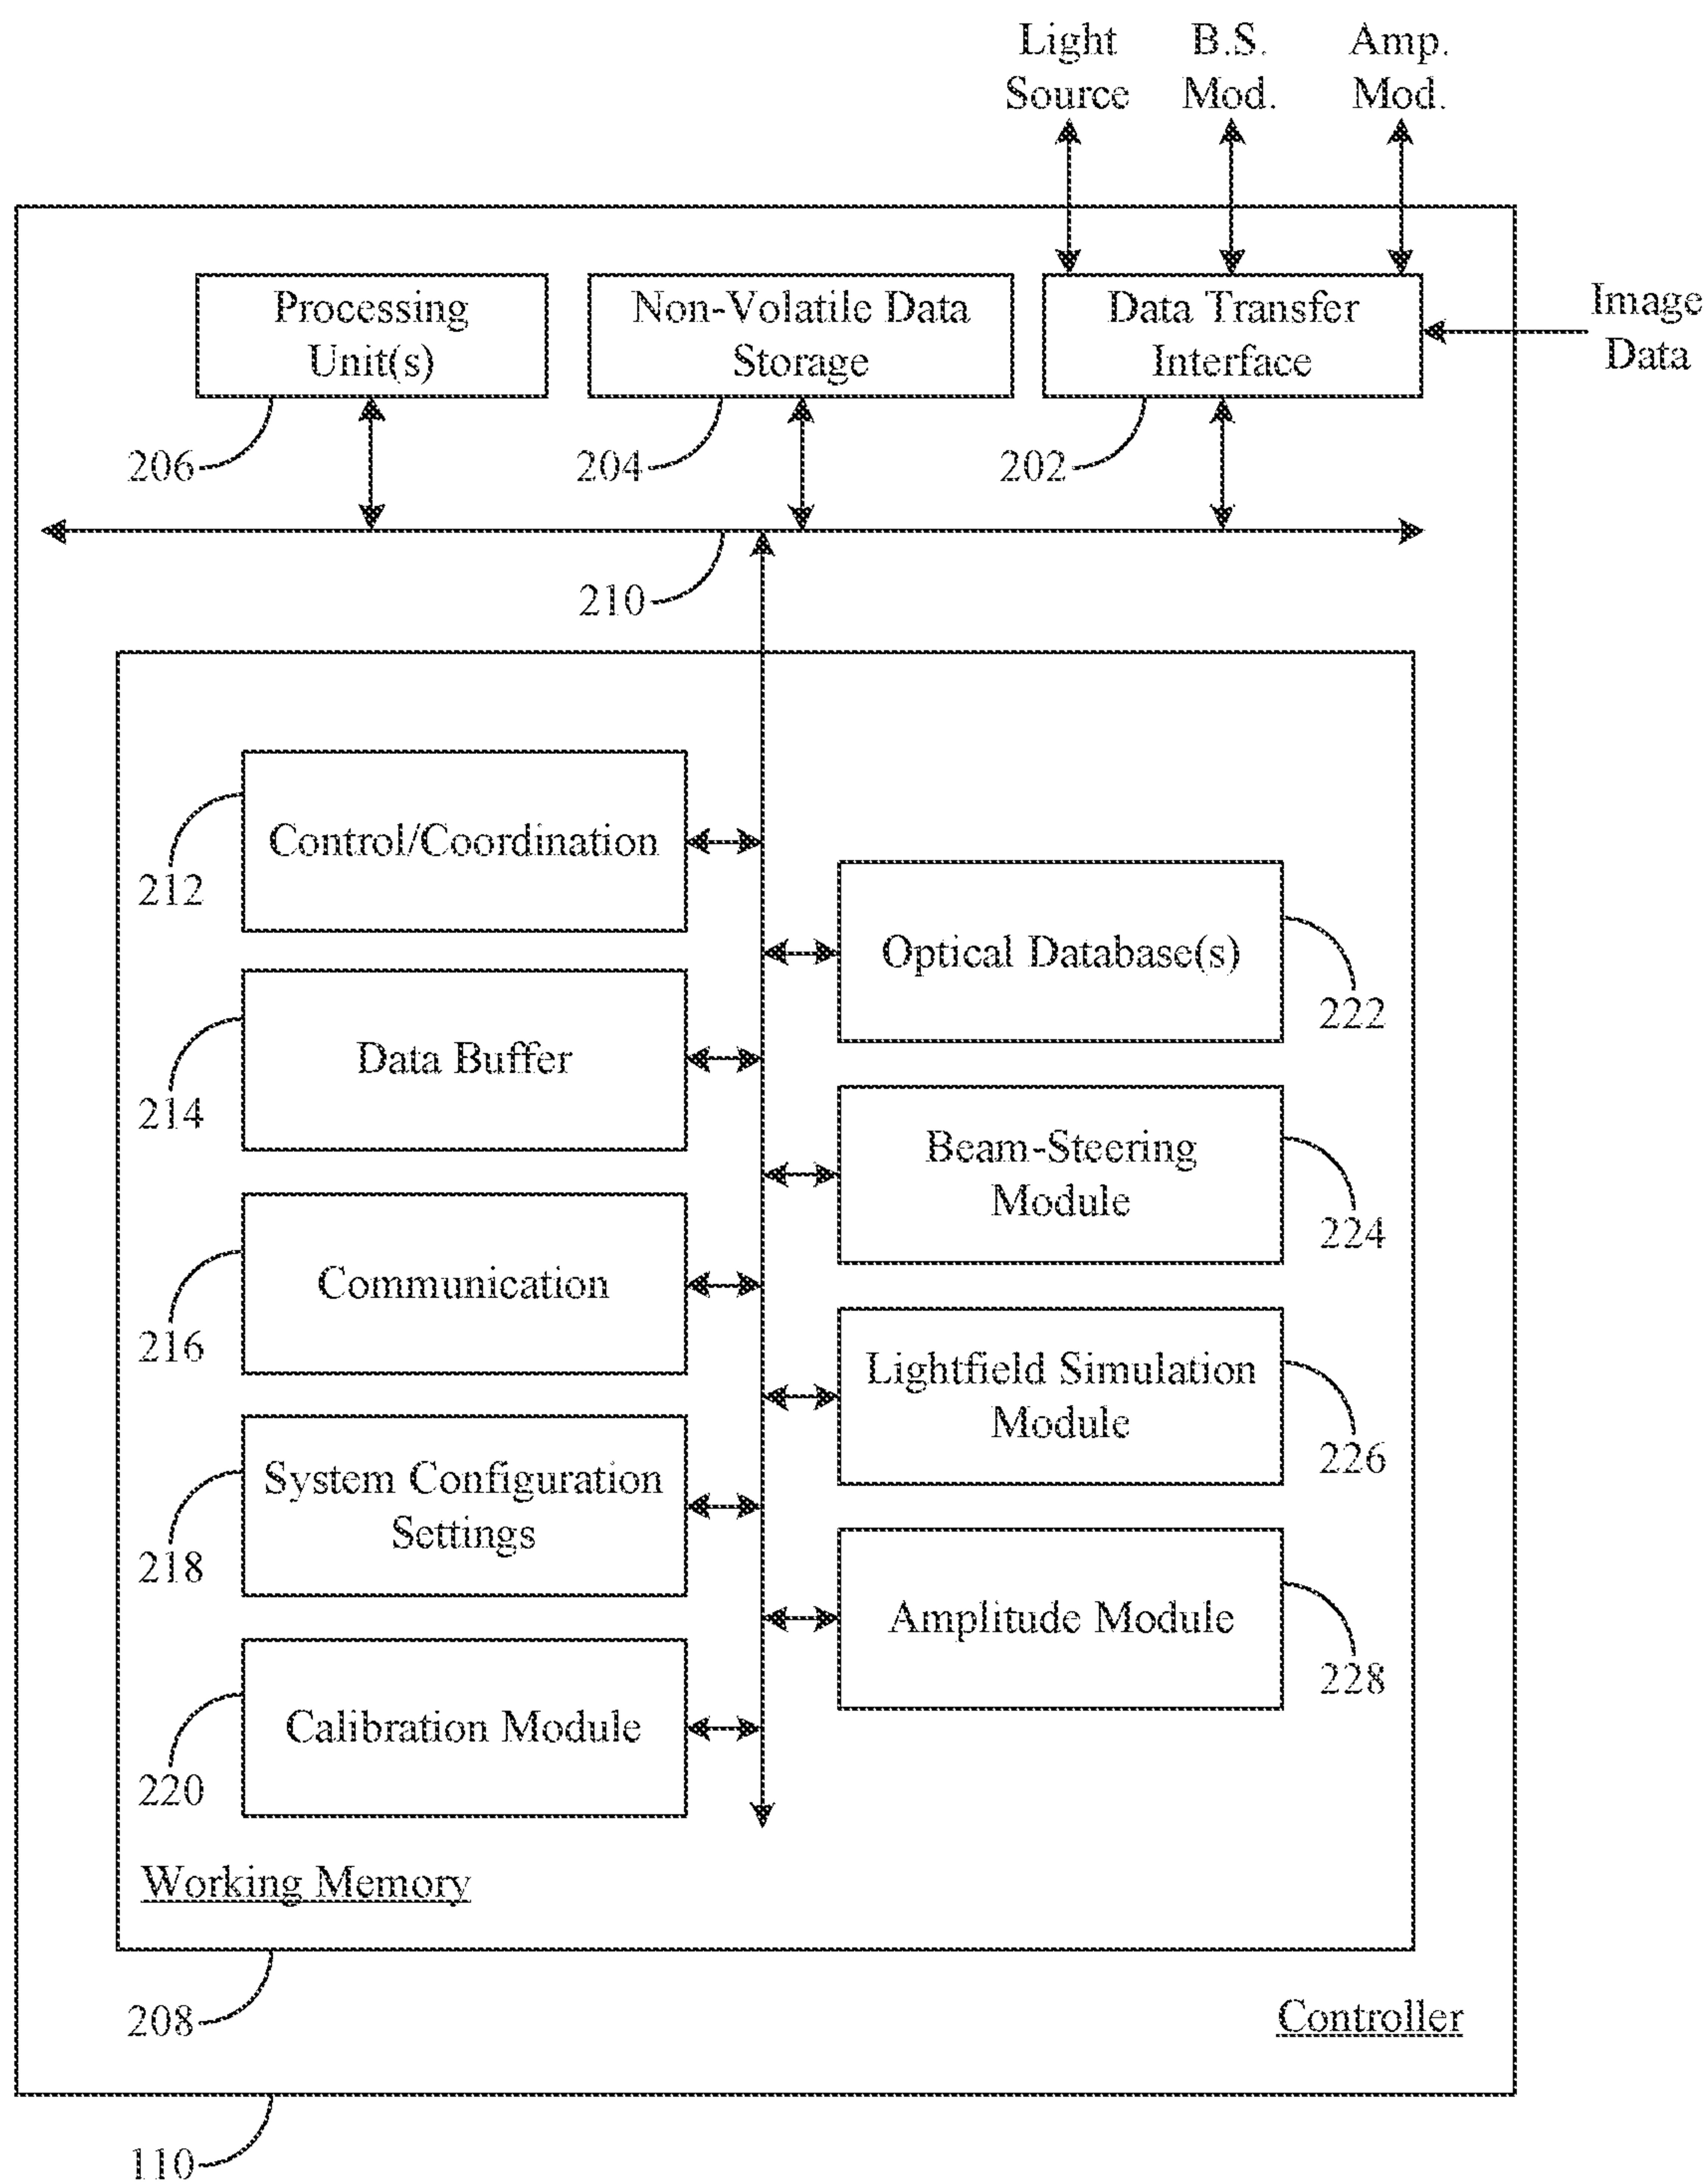 Light
Source
B.S.
Mod.
Amp.
Mod.
Processing
Unit(s)
Non-Volatile Data
Storage
Data Transfer
Interface
Image
Data
206
204
202
210
Control/Coordination
212
Optical Database(s)
222
Data Buffer
214
Beam-Steering
Module
224
Communication
216
Lightfield Simulation
Module
226
System Configuration
Settings
218
Amplitude Module
228
Calibration Module
220
Working Memory
208
Controller
110